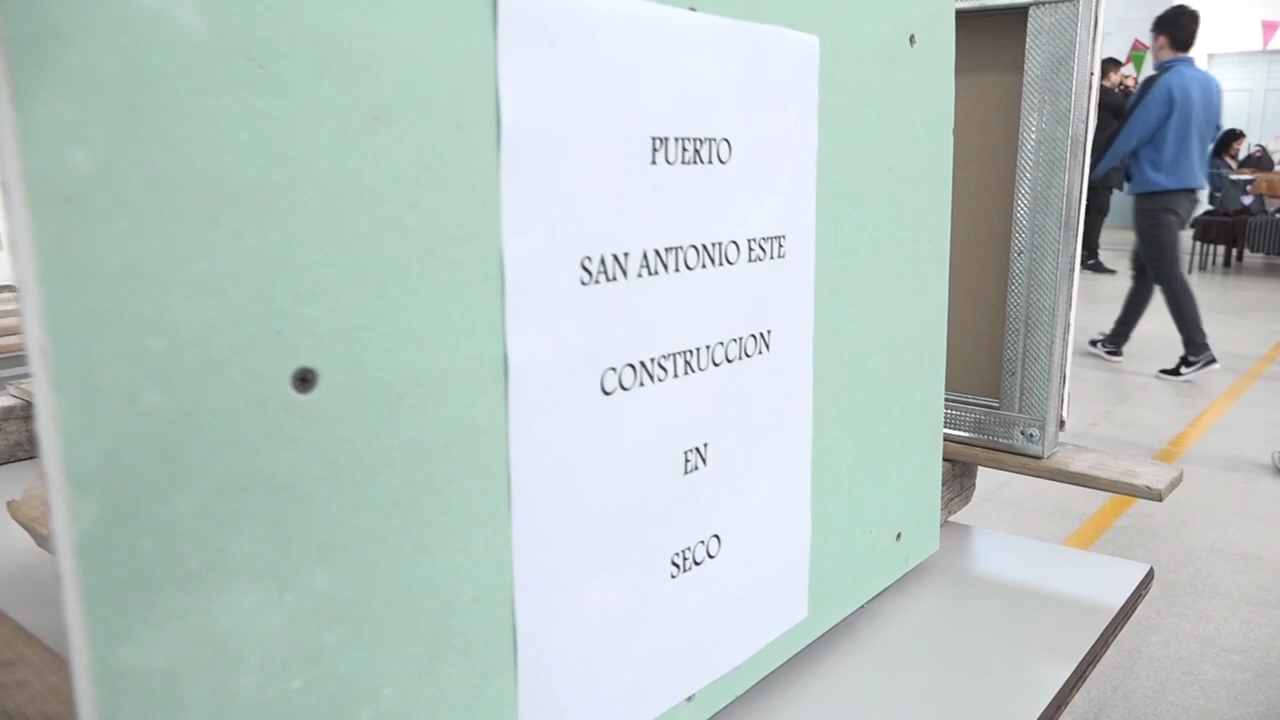 PUERTO
SAN ANTONIO ESTE
CONSTRUCCION
EN
SECO